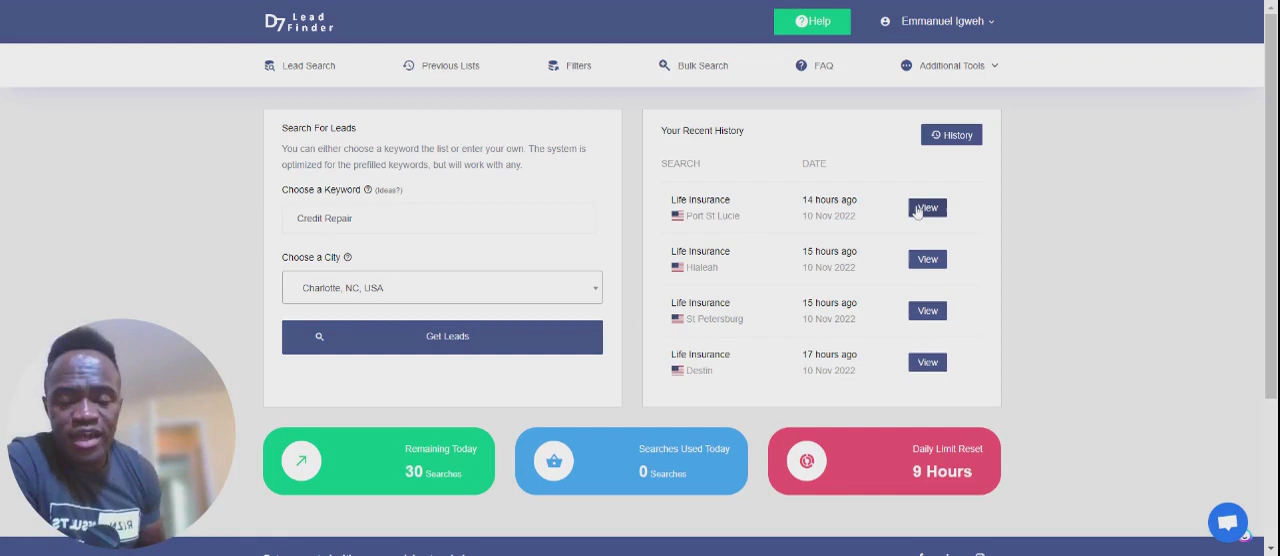 D7 Lead Finder
Help
Emmanuel Igweh
Lead Search
Previous Lists
Filters
Bulk Search
FAQ
Additional Tools
Search For Leads
You can either choose a keyword the list or enter your own. The system is
optimized for the prefilled keywords, but will work with any.
Choose a Keyword (Ideas?)
Credit Repair
Choose a City
Charlotte, NC, USA
Get Leads
Your Recent History
History
SEARCH DATE
Life Insurance 14 hours ago
Port St Lucie 10 Nov 2022
View
Life Insurance 15 hours ago
Hialeah 10 Nov 2022
View
Life Insurance 15 hours ago
St Petersburg 10 Nov 2022
View
Life Insurance 17 hours ago
Destin 10 Nov 2022
View
Remaining Today
30 Searches
Searches Used Today
0 Searches
Daily Limit Reset
9 Hours